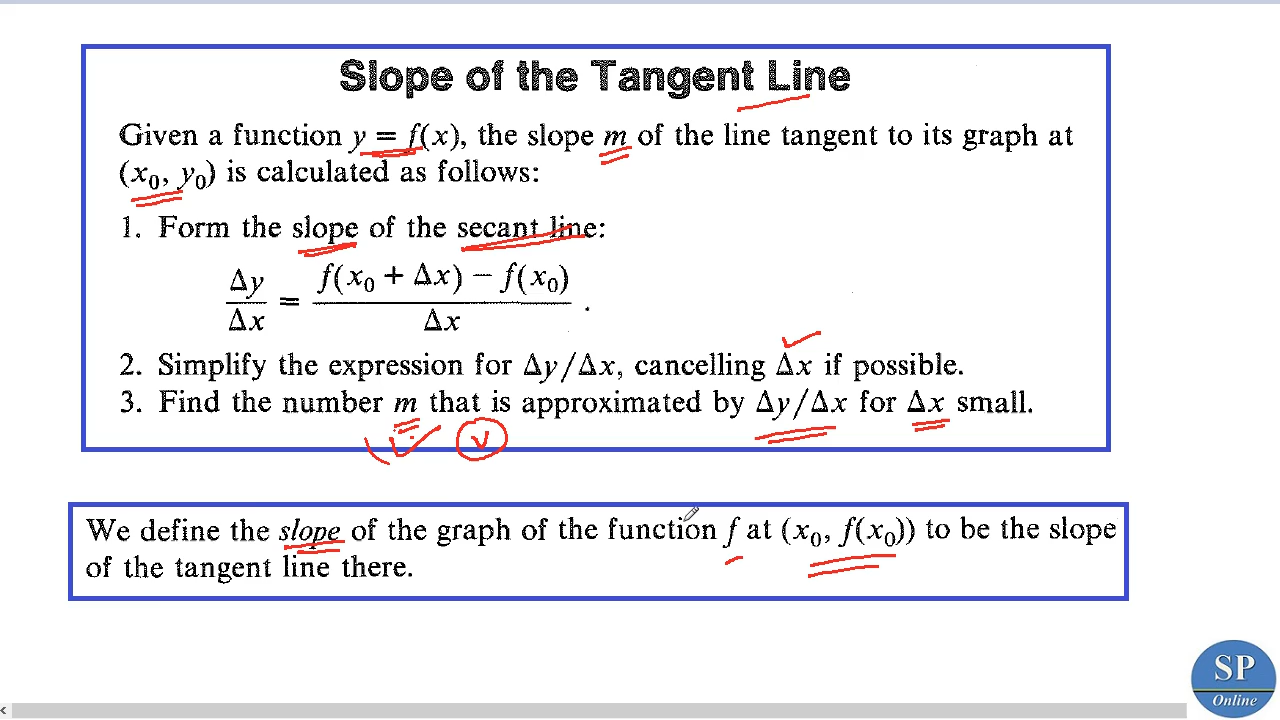 Slope of the Tangent Line
Given a function y = f(x), the slope m of the line tangent to its graph at
(x₀, y₀) is calculated as follows:
1. Form the slope of the secant line:
Δy/Δx = f(x₀ + Δx) − f(x₀)/Δx .
2. Simplify the expression for Δy/Δx, cancelling Δx if possible.
3. Find the number m that is approximated by Δy/Δx for Δx small.
v
We define the slope of the graph of the function f at (x₀, f(x₀)) to be the slope
of the tangent line there.
SP
Online